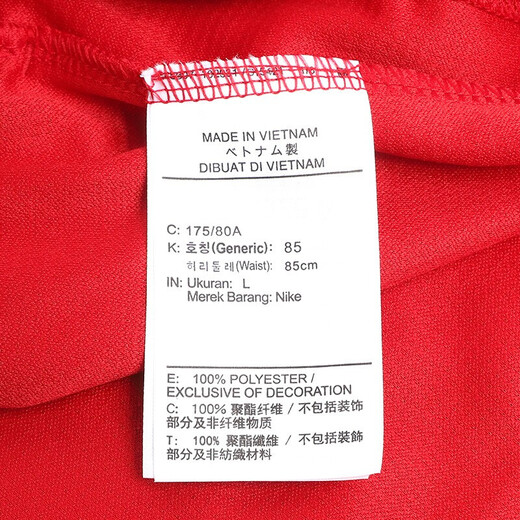 MADE IN VIETNAM
ベトナム製
DIBUAT DI VIETNAM
C: 175/80A
K: 호칭(Generic): 85
허리둘레(Waist): 85cm
IN: Ukuran: L
Merek Barang: Nike
E: 100% POLYESTER /
EXCLUSIVE OF DECORATION
C: 100% 聚酯纤维 / 不包括装饰
部分及非纤维物质
T: 100% 聚酯纖維 / 不包括裝飾
部分及非紡織材料